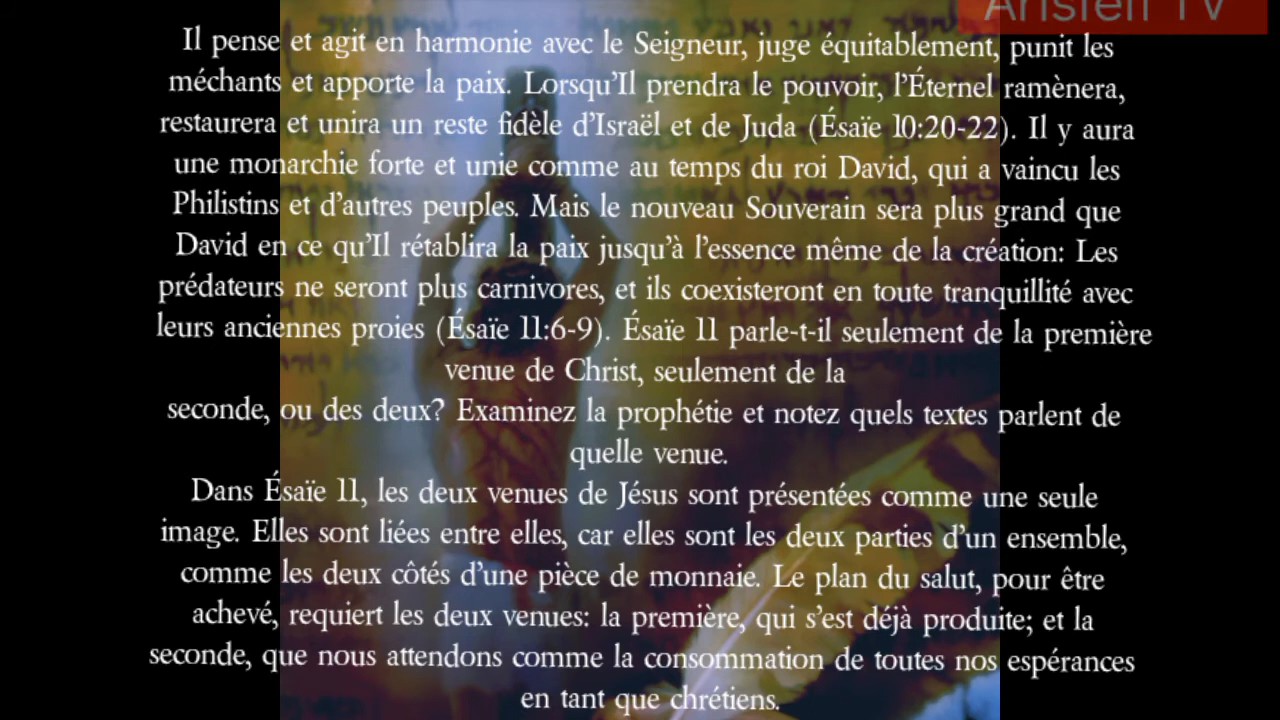 Aristeli TV
Il pense et agit en harmonie avec le Seigneur, juge équitablement, punit les
méchants et apporte la paix. Lorsqu'Il prendra le pouvoir, l'Éternel ramènera,
restaurera et unira un reste fidèle d'Israël et de Juda (Ésaïe 10:20-22). Il y aura
une monarchie forte et unie comme au temps du roi David, qui a vaincu les
Philistins et d'autres peuples. Mais le nouveau Souverain sera plus grand que
David en ce qu'Il rétablira la paix jusqu'à l'essence même de la création: Les
prédateurs ne seront plus carnivores, et ils coexisteront en toute tranquillité avec
leurs anciennes proies (Ésaïe 11:6-9). Ésaïe 11 parle-t-il seulement de la première
venue de Christ, seulement de la
seconde, ou des deux? Examinez la prophétie et notez quels textes parlent de
quelle venue.
Dans Ésaïe 11, les deux venues de Jésus sont présentées comme une seule
image. Elles sont liées entre elles, car elles sont les deux parties d'un ensemble,
comme les deux côtés d'une pièce de monnaie. Le plan du salut, pour être
achevé, requiert les deux venues: la première, qui s'est déjà produite; et la
seconde, que nous attendons comme la consommation de toutes nos espérances
en tant que chrétiens.